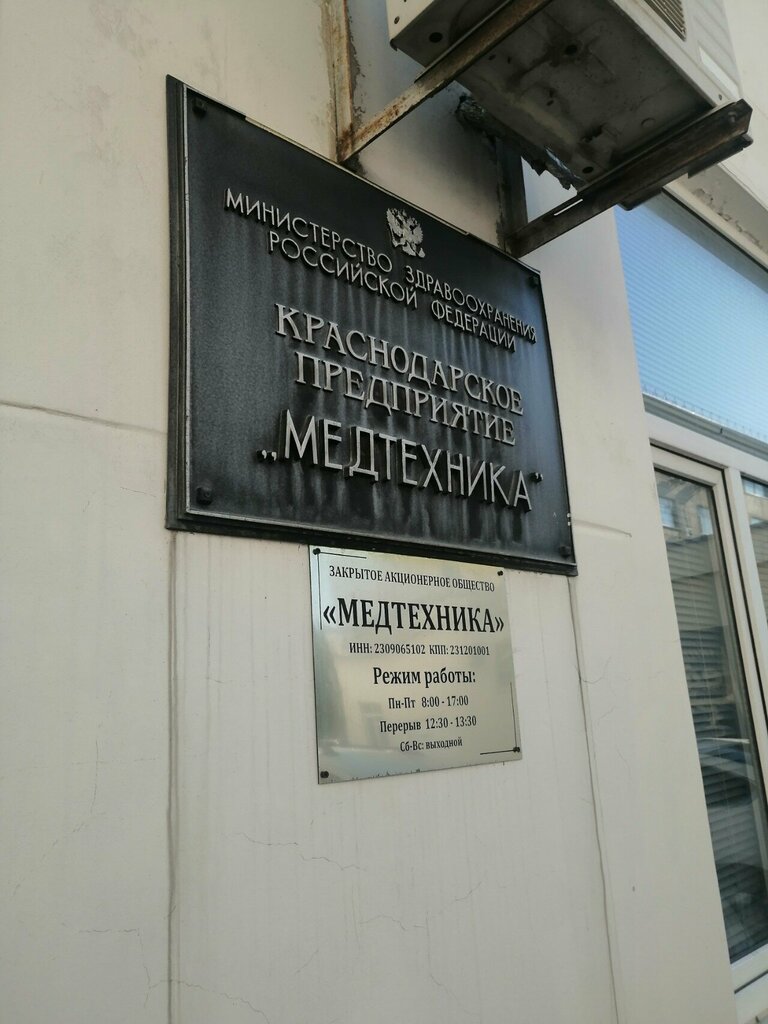 МИНИСТЕРСТВО ЗДРАВООХРАНЕНИЯ
РОССИЙСКОЙ ФЕДЕРАЦИИ
КРАСНОДАРСКОЕ
ПРЕДПРИЯТИЕ
„МЕДТЕХНИКА“
ЗАКРЫТОЕ АКЦИОНЕРНОЕ ОБЩЕСТВО
«МЕДТЕХНИКА»
ИНН: 2309065102 КПП: 231201001
Режим работы:
Пн-Пт 8:00 - 17:00
Перерыв 12:30 - 13:30
Сб-Вс: выходной